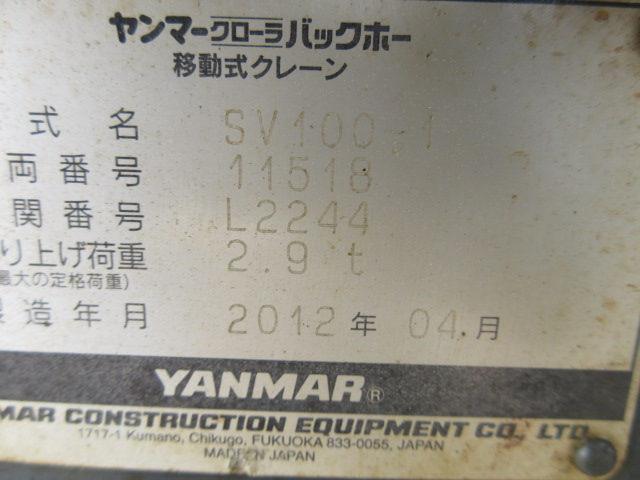 ヤンマークローラバックホー
移動式クレーン
式名 SV100-1
両番号 11518
関番号 L2244
り上げ荷重 2.9t
最大の定格荷重)
製造年月 2012年04月
YANMAR®
MAR CONSTRUCTION EQUIPMENT CO., LTD.
1717-1 Kumano, Chikugo, FUKUOKA 833-0055, JAPAN
MADE IN JAPAN